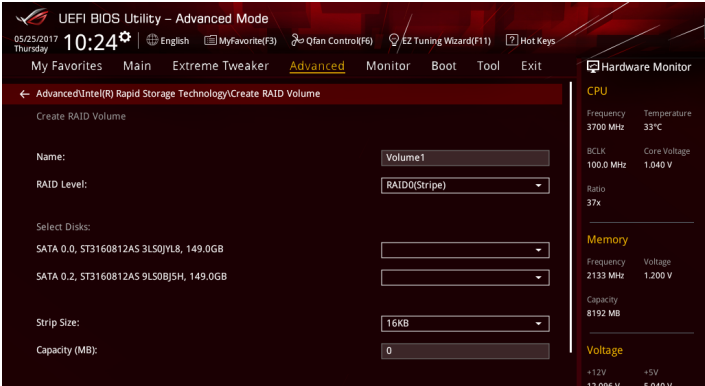 UEFI BIOS Utility – Advanced Mode
05/25/2017 Thursday 10:24 English MyFavorite(F3) Qfan Control(F6) EZ Tuning Wizard(F11) ? Hot Keys
My Favorites Main Extreme Tweaker Advanced Monitor Boot Tool Exit
Hardware Monitor
← Advanced\Intel(R) Rapid Storage Technology\Create RAID Volume
Create RAID Volume
Name: Volume1
RAID Level: RAID0(Stripe)
Select Disks:
SATA 0.0, ST3160812AS 3LS0JYL8, 149.0GB
SATA 0.2, ST3160812AS 9LS0BJ5H, 149.0GB
Strip Size: 16KB
Capacity (MB): 0
CPU
Frequency Temperature
3700 MHz 33°C
BCLK Core Voltage
100.0 MHz 1.040 V
Ratio
37x
Memory
Frequency Voltage
2133 MHz 1.200 V
Capacity
8192 MB
Voltage
+12V +5V
12.096 V 5.040 V